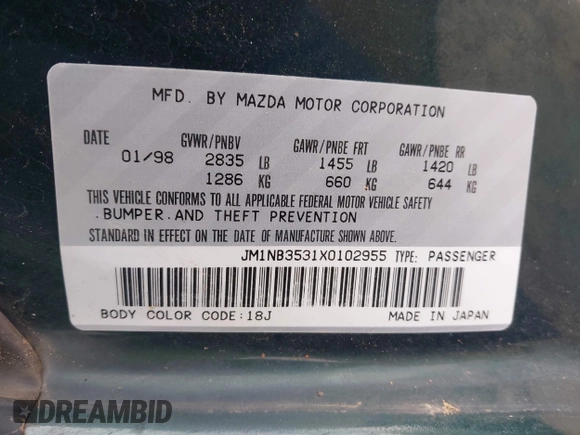 MFD. BY MAZDA MOTOR CORPORATION
DATE GVWR/PNBV GAWR/PNBE FRT GAWR/PNBE RR
01/98 2835 LB 1455 LB 1420 LB
1286 KG 660 KG 644 KG
THIS VEHICLE CONFORMS TO ALL APPLICABLE FEDERAL MOTOR VEHICLE SAFETY
.BUMPER.AND THEFT PREVENTION
STANDARD IN EFFECT ON THE DATE OF MANUFACTURE SHOWN ABOVE.
JM1NB3531X0102955 TYPE: PASSENGER
BODY COLOR CODE:18J MADE IN JAPAN
DREAMBID